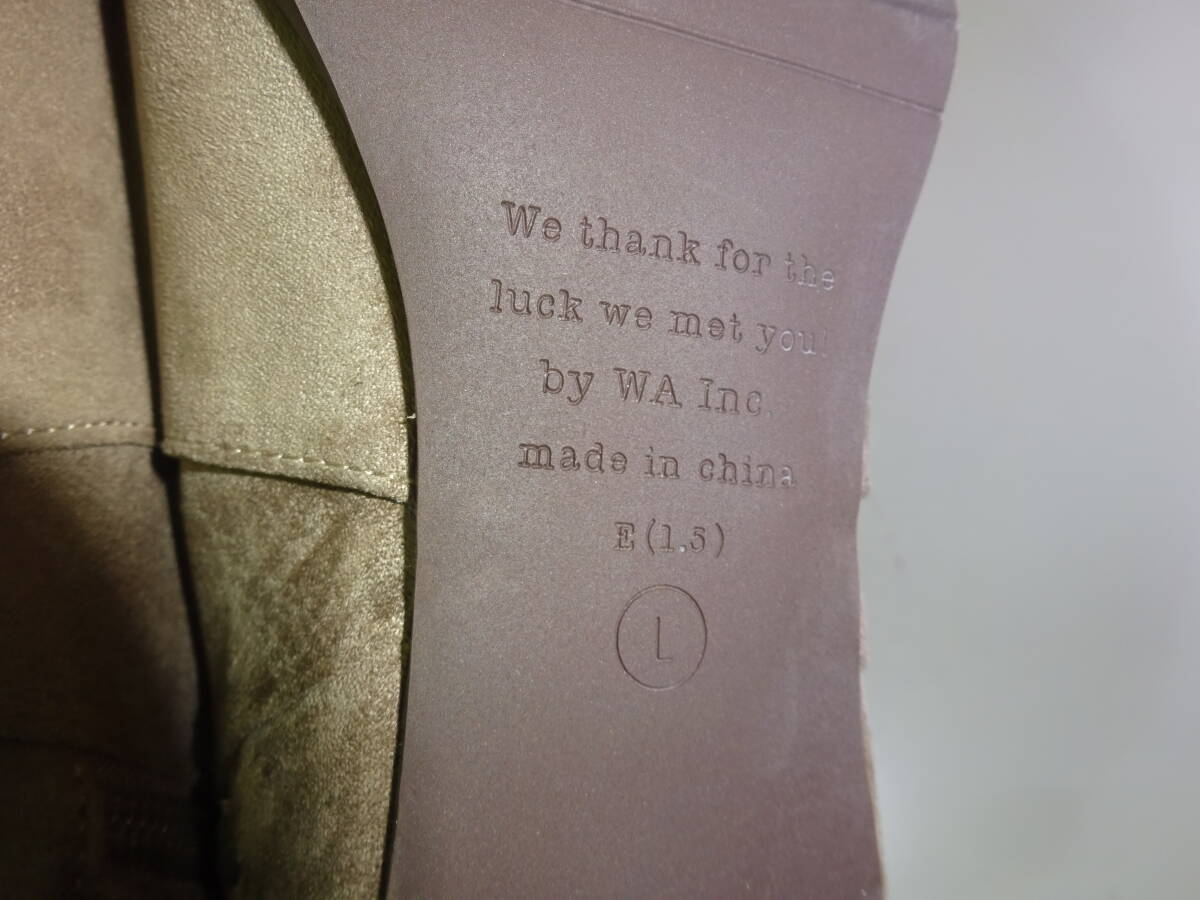 We thank for the
luck we met you!
by WA Inc.
made in china
E (1.5)
L